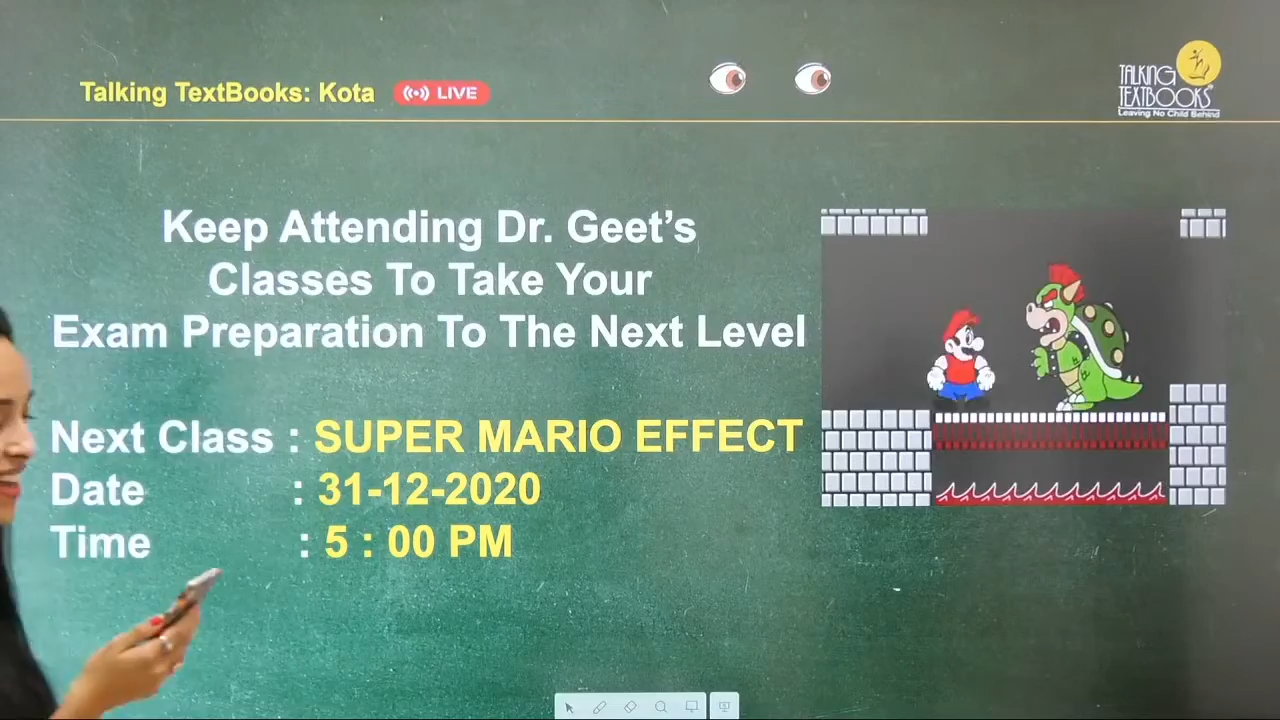 Talking TextBooks: Kota
LIVE
TALKING
TEXTBOOKS
Leaving No Child Behind
Keep Attending Dr. Geet’s
Classes To Take Your
Exam Preparation To The Next Level
Next Class : SUPER MARIO EFFECT
Date : 31-12-2020
Time : 5 : 00 PM